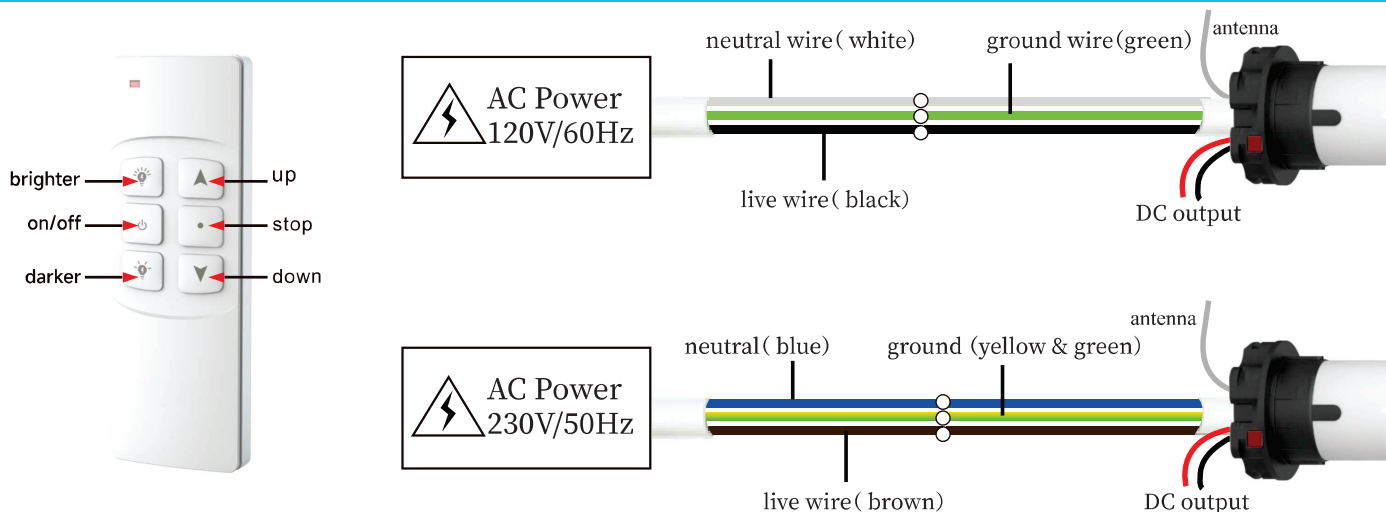 brighter
on/off
darker
up
stop
down
neutral wire( white)
ground wire(green)
antenna
AC Power
120V/60Hz
live wire( black)
DC output
antenna
neutral( blue)
ground (yellow & green)
AC Power
230V/50Hz
live wire( brown)
DC output